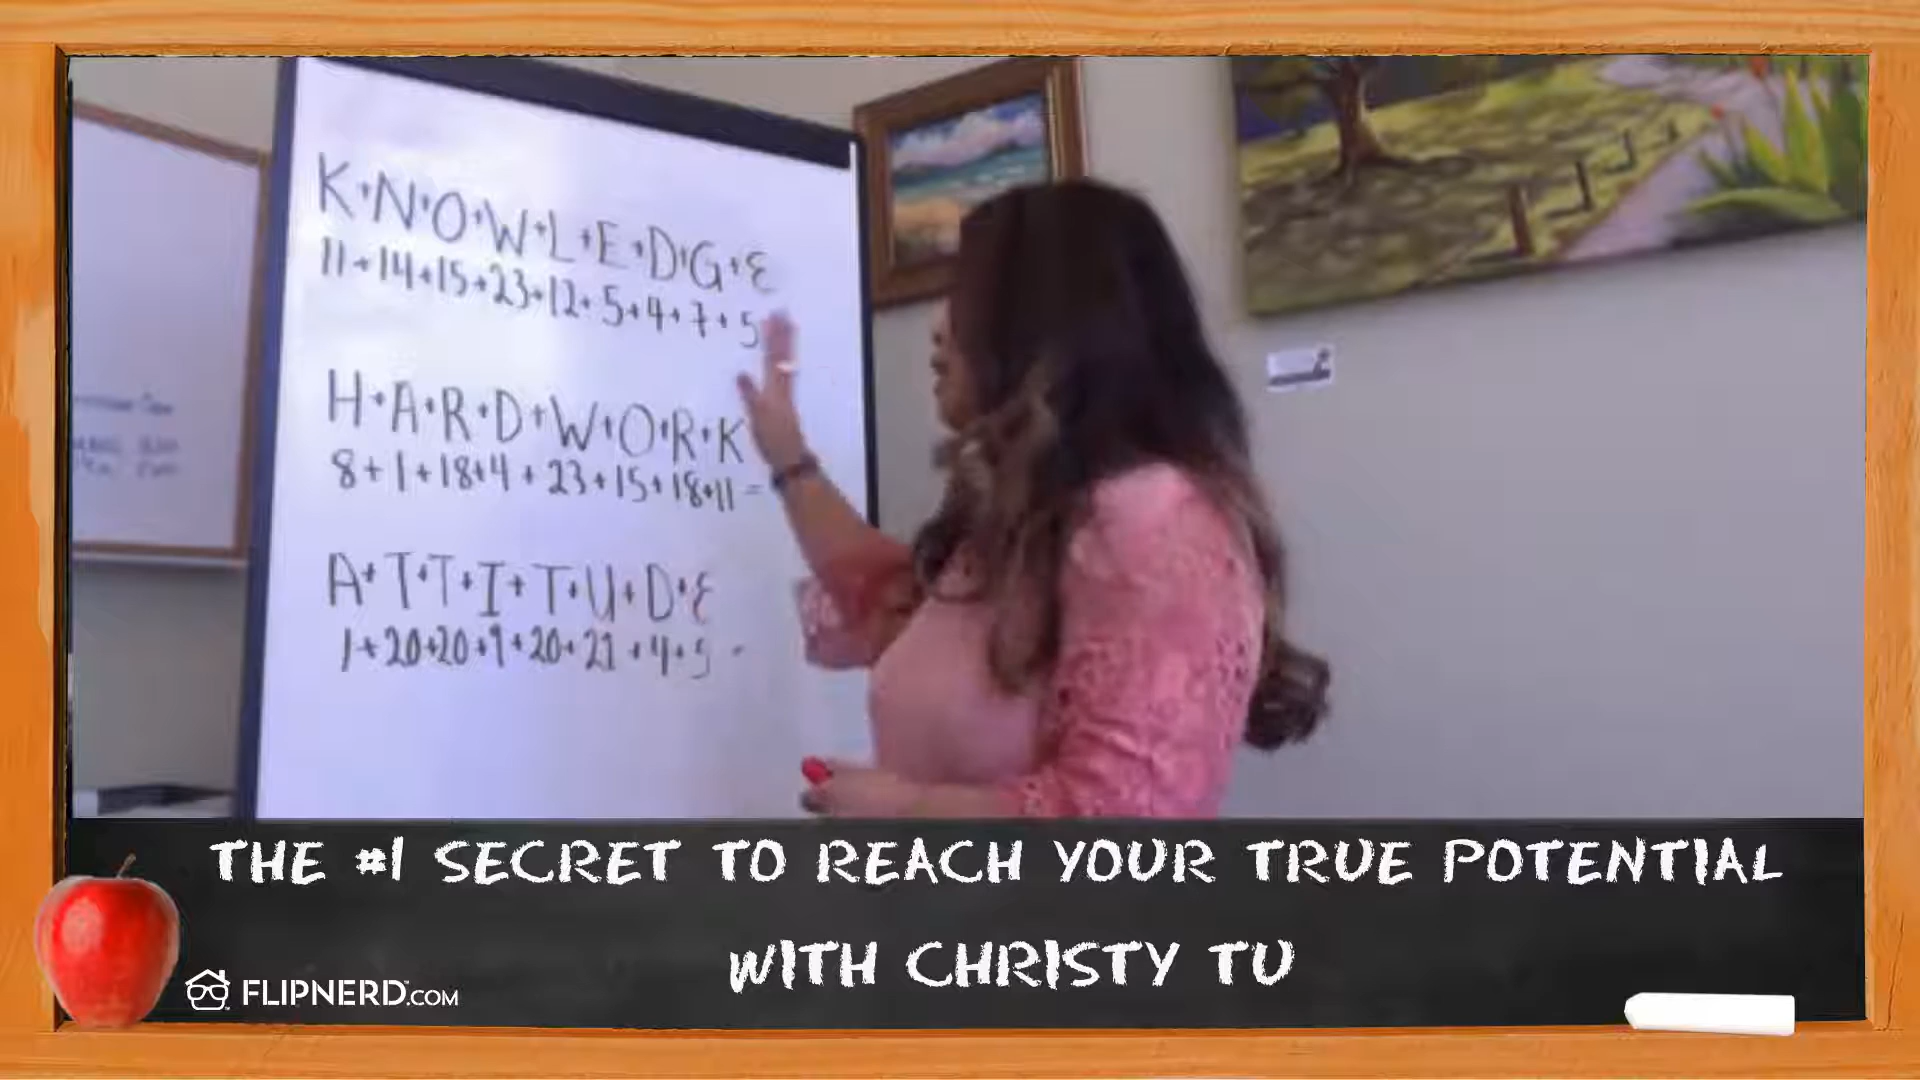 K+N+O+W+L+E+D+G+E
11+14+15+23+12+5+4+7+5
H+A+R+D+W+O+R+K
8+1+18+4+23+15+18+11=
A+T+T+I+T+U+D+E
1+20+20+9+20+21+4+5 -
THE #1 SECRET TO REACH YOUR TRUE POTENTIAL
WITH CHRISTY TU
FLIPNERD.COM